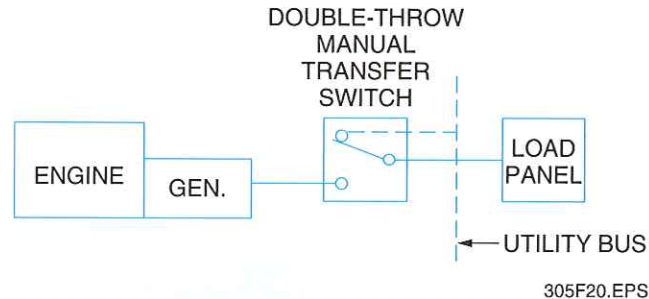 DOUBLE-THROW
MANUAL
TRANSFER
SWITCH
ENGINE
GEN.
LOAD
PANEL
UTILITY BUS
305F20.EPS